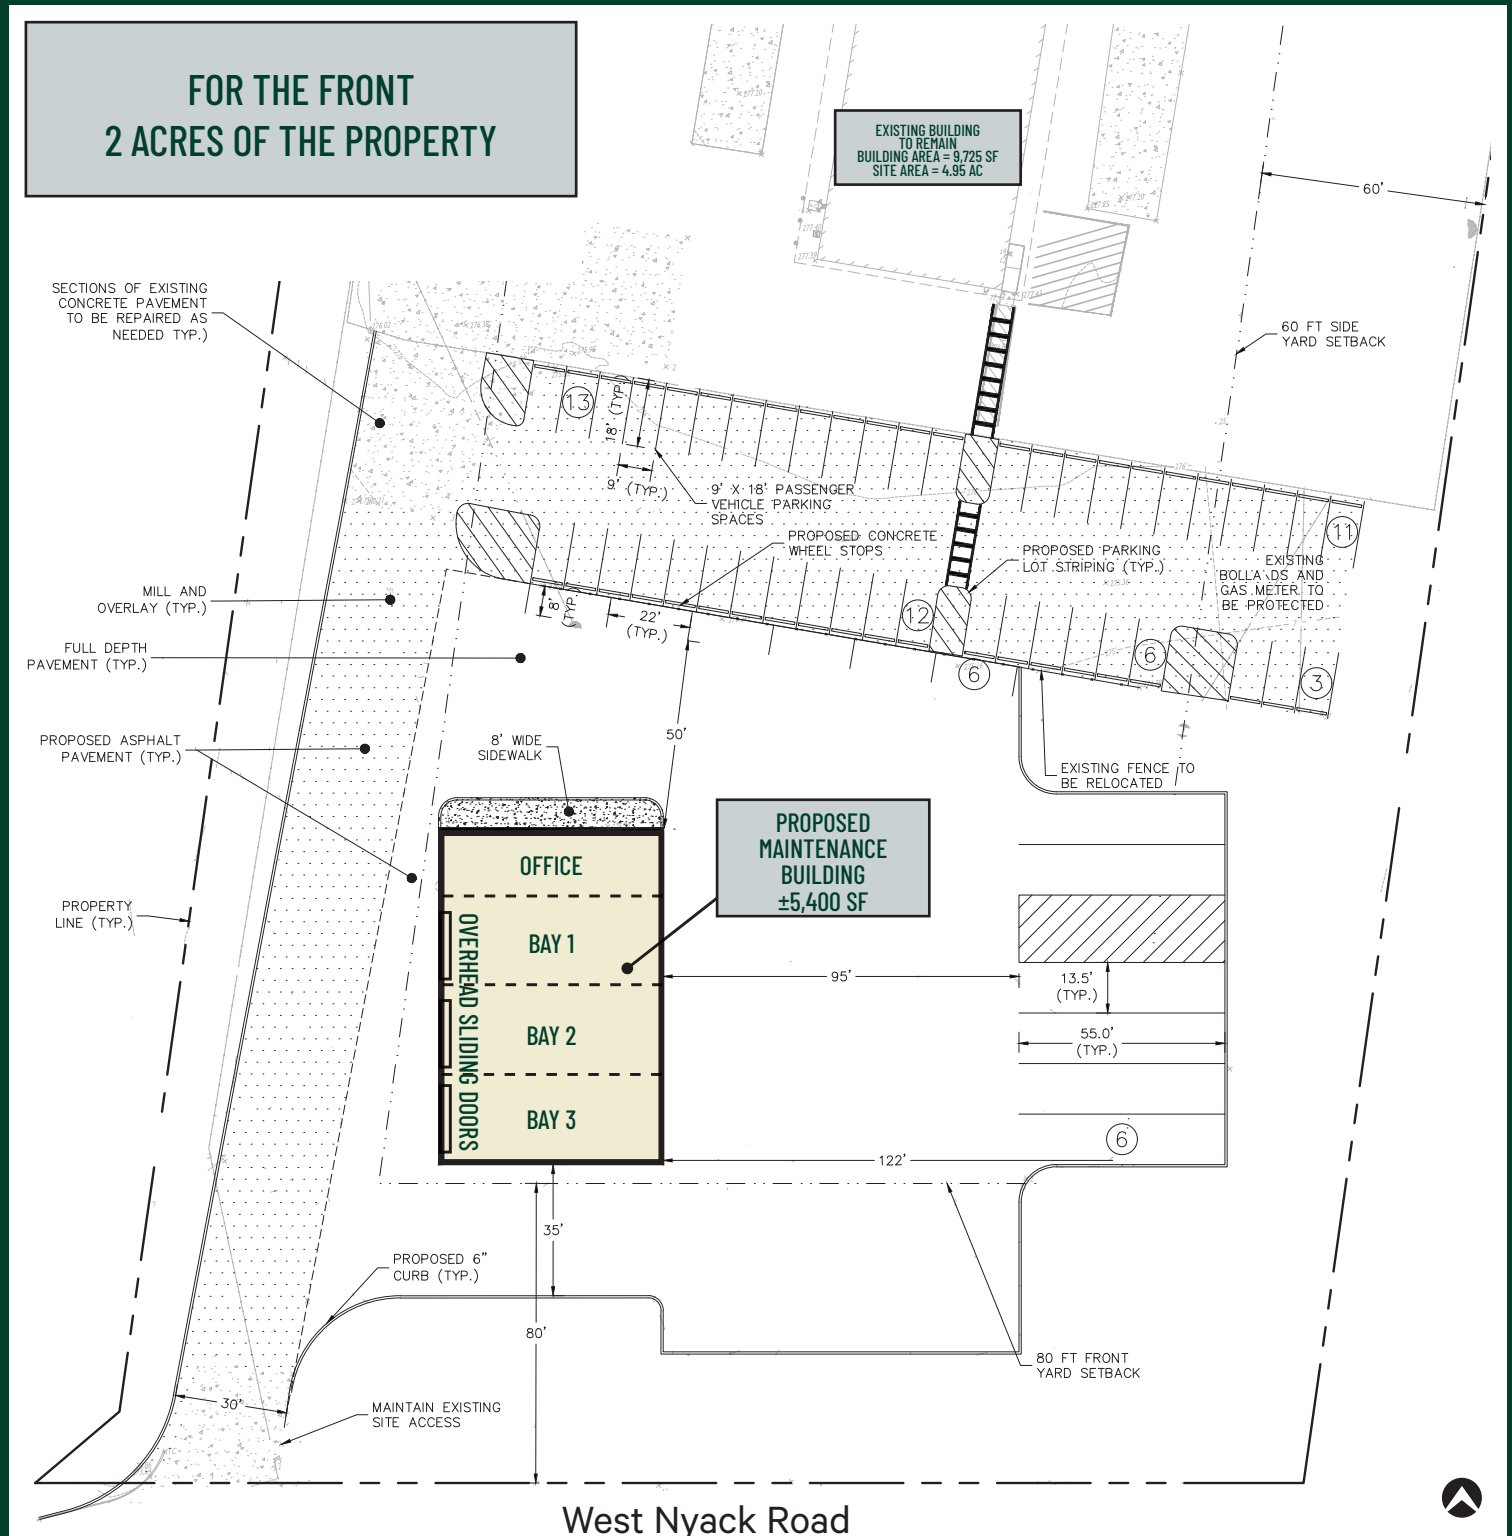 FOR THE FRONT
2 ACRES OF THE PROPERTY
EXISTING BUILDING
TO REMAIN
BUILDING AREA = 9,725 SF
SITE AREA = 4.95 AC
60'
SECTIONS OF EXISTING
CONCRETE PAVEMENT
TO BE REPAIRED AS
NEEDED TYP.)
60 FT SIDE
YARD SETBACK
13
18' (TYP.)
9' (TYP.)
9' X 18' PASSENGER
VEHICLE PARKING
SPACES
PROPOSED CONCRETE
WHEEL STOPS
PROPOSED PARKING
LOT STRIPING (TYP.)
11
EXISTING
BOLLA DS AND
GAS METER TO
BE PROTECTED
MILL AND
OVERLAY (TYP.)
8'
(TYP.
22'
(TYP.)
12
6
6
3
FULL DEPTH
PAVEMENT (TYP.)
PROPOSED ASPHALT
PAVEMENT (TYP.)
8' WIDE
SIDEWALK
50'
EXISTING FENCE TO
BE RELOCATED
PROPOSED
MAINTENANCE
BUILDING
±5,400 SF
OFFICE
BAY 1
BAY 2
BAY 3
OVERHEAD SLIDING DOORS
PROPERTY
LINE (TYP.)
95'
13.5'
(TYP.)
55.0'
(TYP.)
6
122'
35'
PROPOSED 6"
CURB (TYP.)
80'
80 FT FRONT
YARD SETBACK
30'
MAINTAIN EXISTING
SITE ACCESS
West Nyack Road